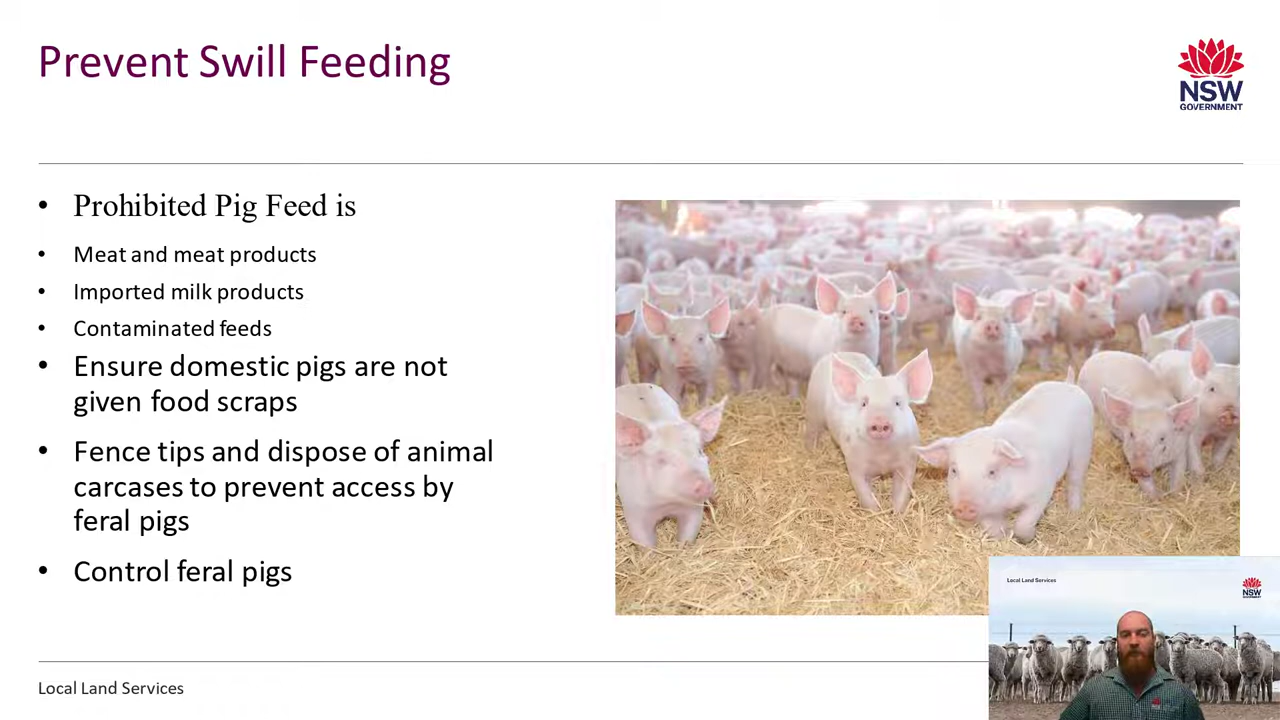 Prevent Swill Feeding
NSW
GOVERNMENT
• Prohibited Pig Feed is
• Meat and meat products
• Imported milk products
• Contaminated feeds
• Ensure domestic pigs are not
given food scraps
• Fence tips and dispose of animal
carcases to prevent access by
feral pigs
• Control feral pigs
Local Land Services
NSW
GOVERNMENT
Local Land Services